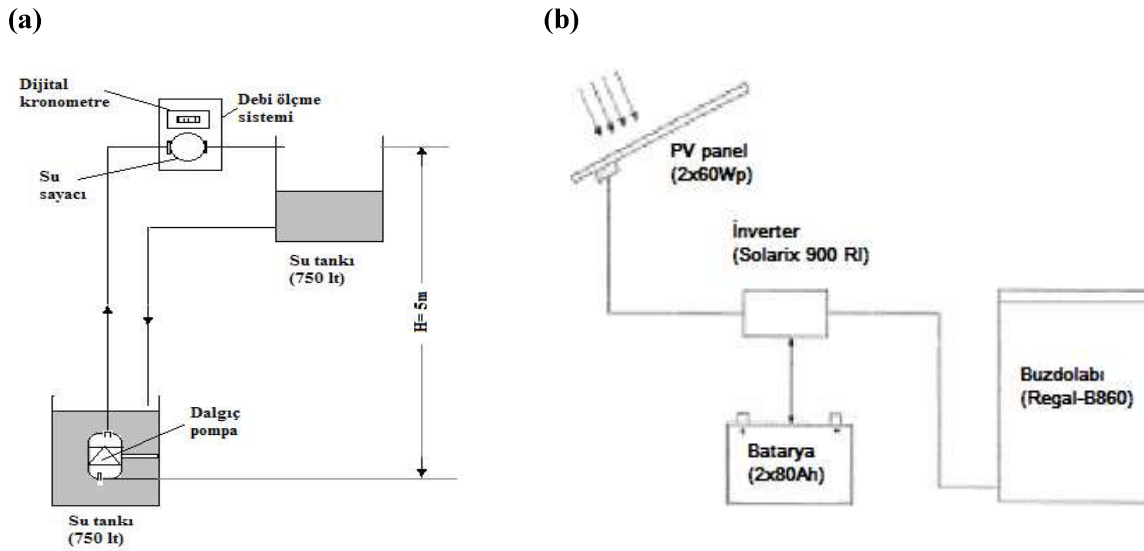 (a)
Dijital
kronometre
Debi ölçme
sistemi
Su
sayacı
Su tankı
(750 lt)
H= 5m
Dalgıç
pompa
Su tankı
(750 lt)
(b)
PV panel
(2x60Wp)
İnverter
(Solarix 900 RI)
Batarya
(2x80Ah)
Buzdolabı
(Regal-B860)